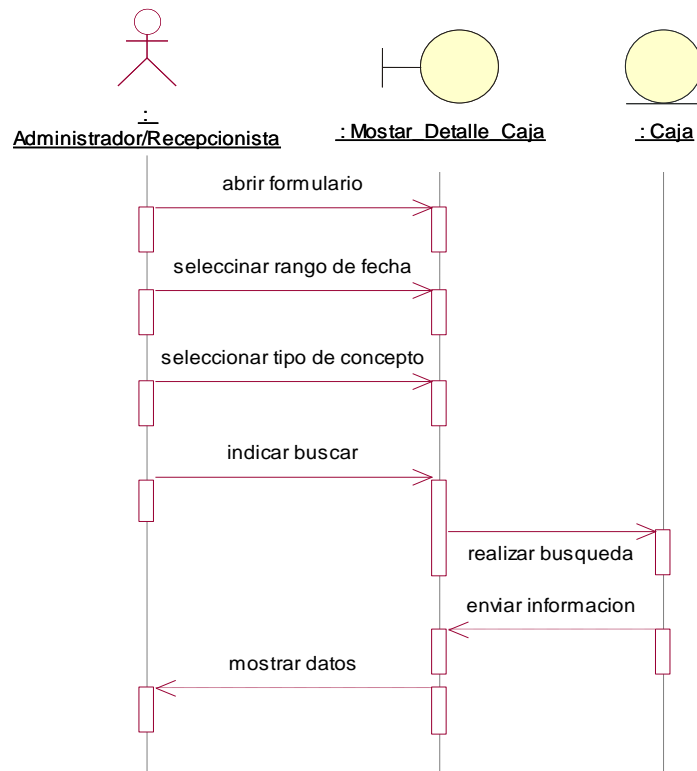 :
Administrador/Recepcionista
: Mostar_Detalle_Caja
: Caja
abrir formulario
seleccinar rango de fecha
seleccionar tipo de concepto
indicar buscar
realizar busqueda
enviar informacion
mostrar datos